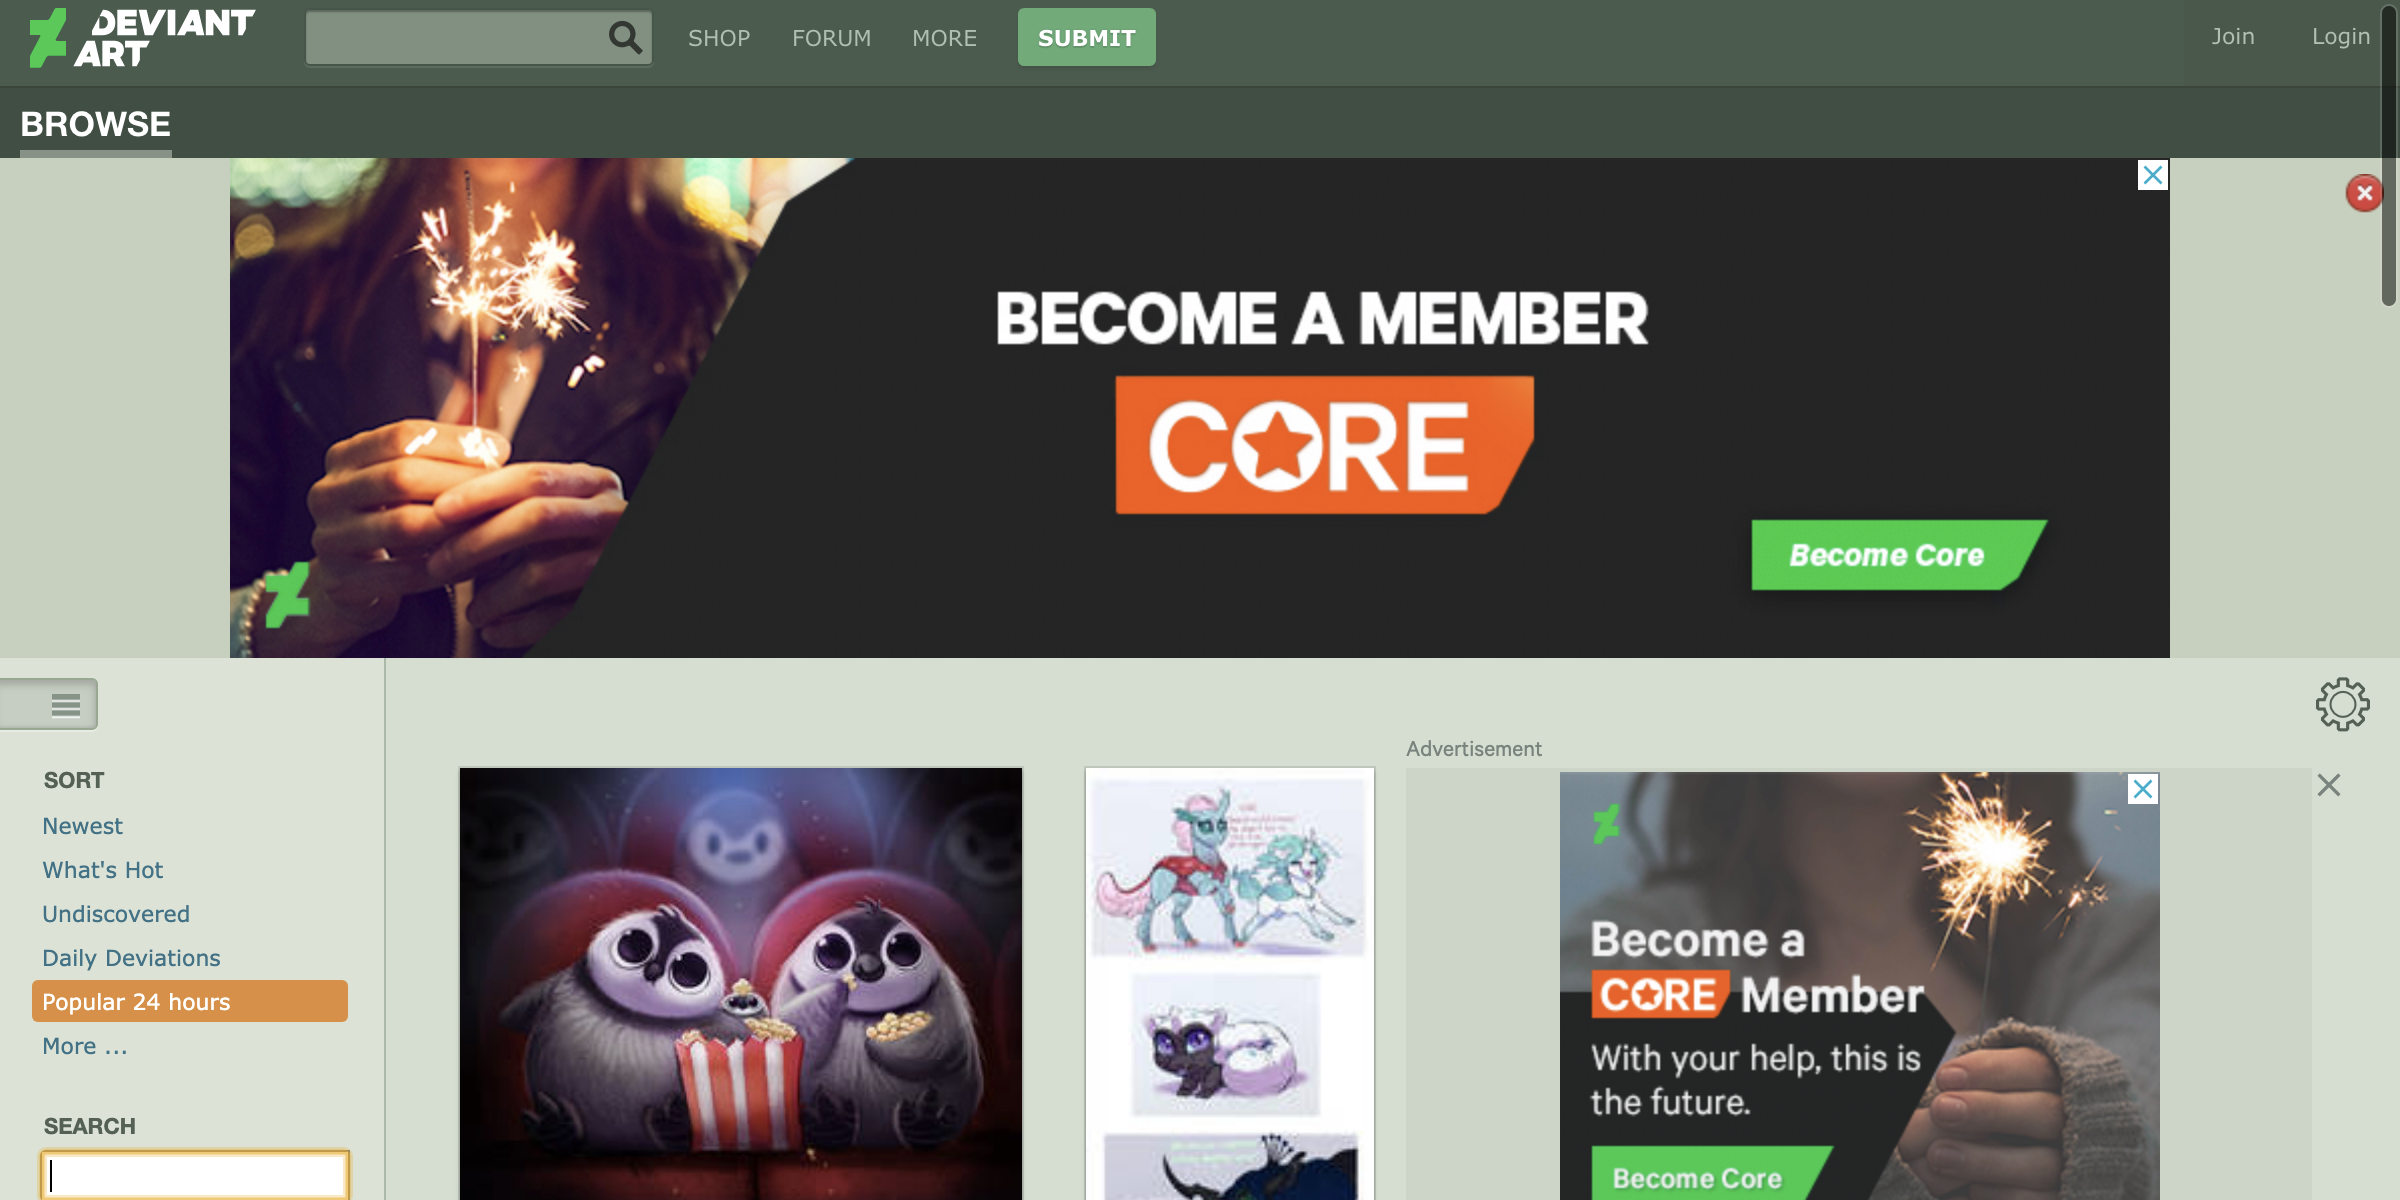 DEVIANT
ART
SHOP
FORUM
MORE
SUBMIT
Join
Login
BROWSE
BECOME A MEMBER
CORE
Become Core
SORT
Newest
What's Hot
Undiscovered
Daily Deviations
Popular 24 hours
More ...
SEARCH
Advertisement
Become a
CORE Member
With your help, this is
the future.
Become Core